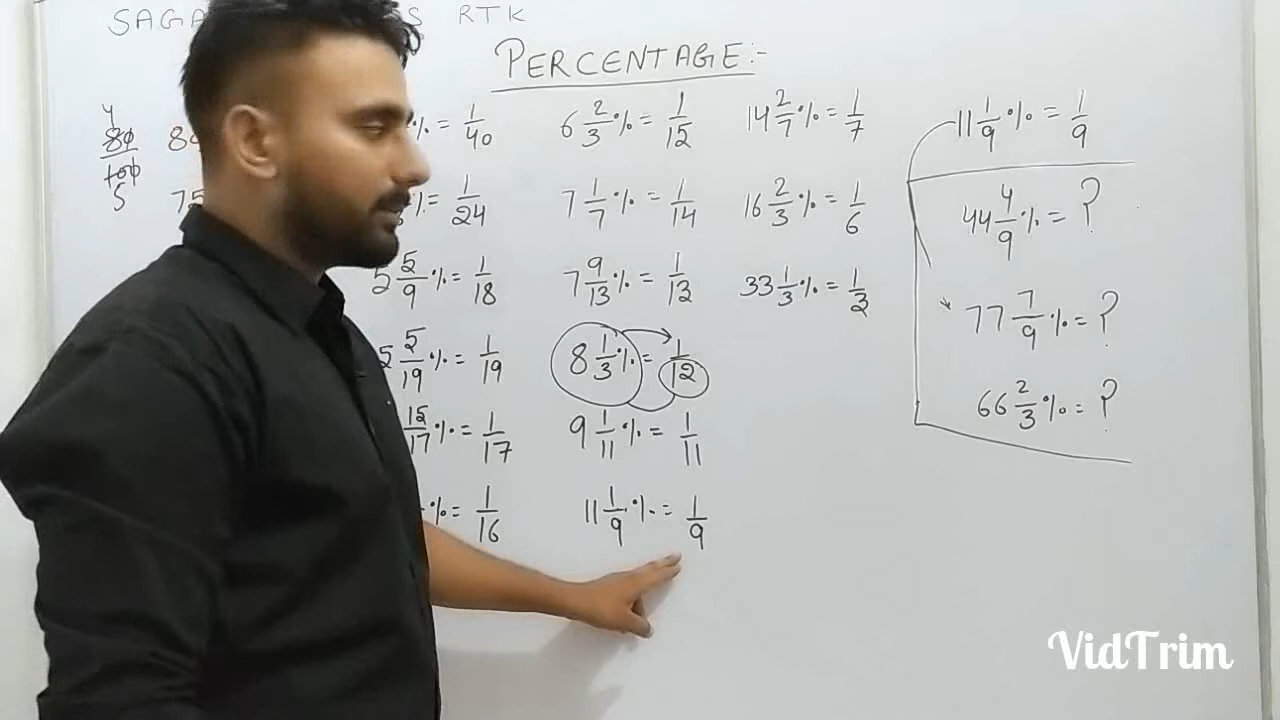 SAGA S RTK
PERCENTAGE:-
4
80
100
5
75
% = 1/40
% = 1/24
5 5/9 % = 1/18
5 5/19 % = 1/19
15/17 % = 1/17
% = 1/16
6 2/3 % = 1/15
7 1/7 % = 1/14
7 9/13 % = 1/13
8 1/3 % = 1/12
9 1/11 % = 1/11
11 1/9 % = 1/9
14 2/7 % = 1/7
16 2/3 % = 1/6
33 1/3 % = 1/3
11 1/9 % = 1/9
44 4/9 % = ?
77 7/9 % = ?
66 2/3 % = ?
VidTrim